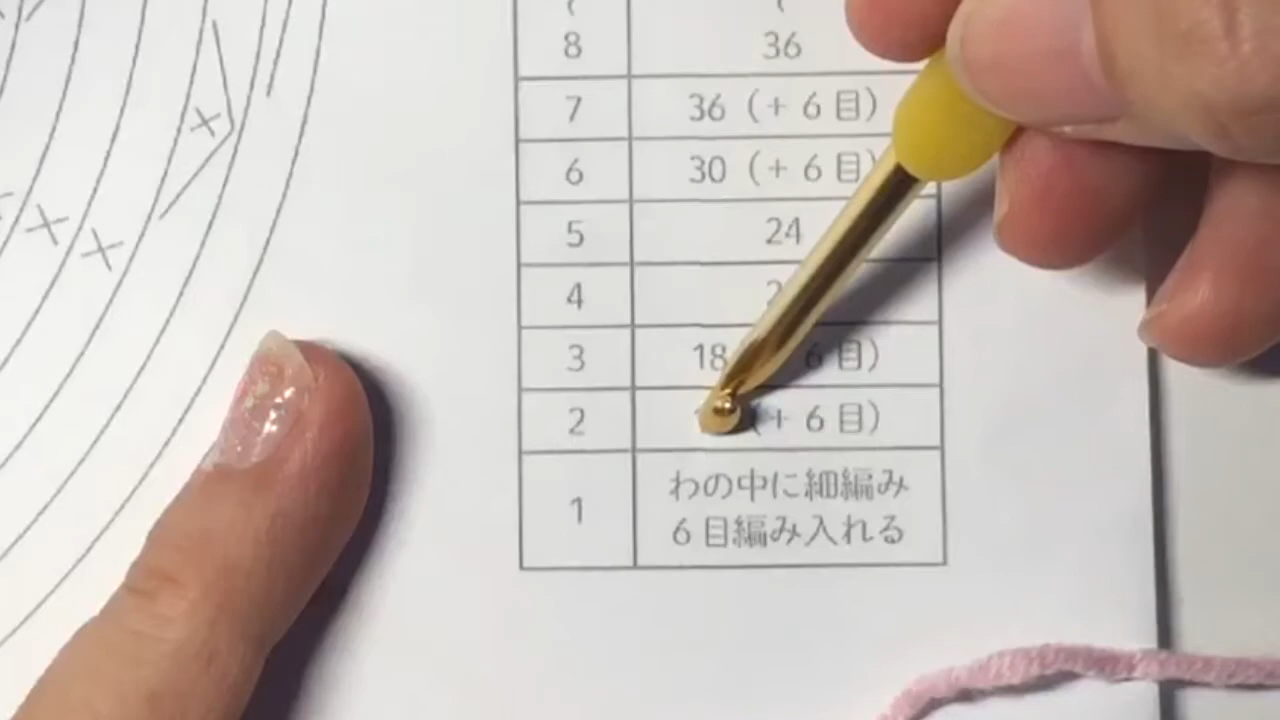 8 36
7 36 (+ 6 目)
6 30 (+ 6 目)
5 24
4 2
3 18 6 目)
2 (+ 6 目)
1 わの中に細編み
6 目編み入れる